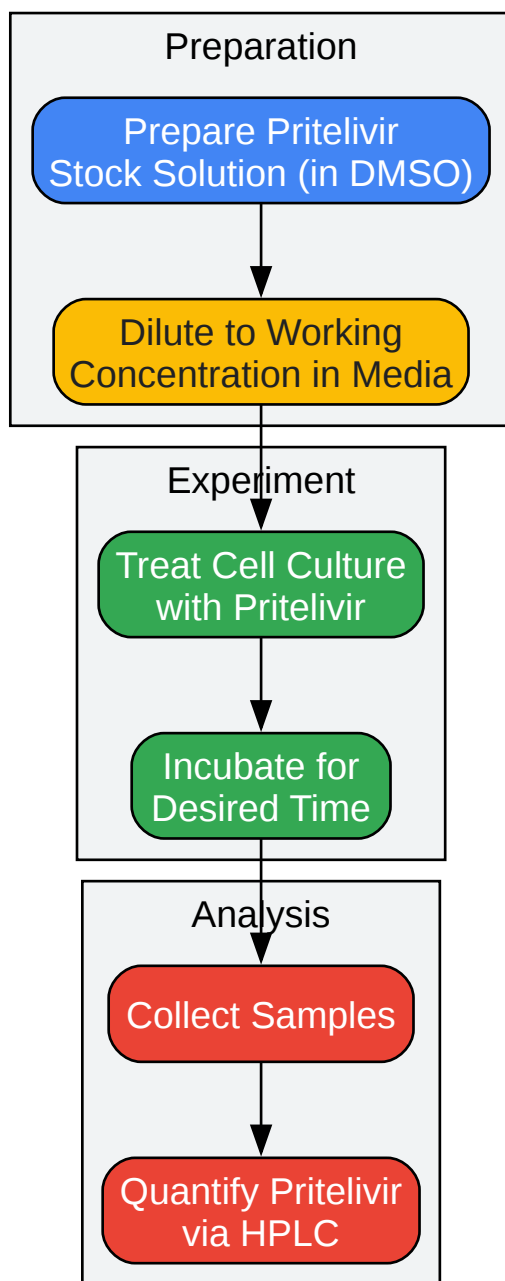 Preparation
Prepare Pritelivir
Stock Solution (in DMSO)
Dilute to Working
Concentration in Media
Experiment
Treat Cell Culture
with Pritelivir
Incubate for
Desired Time
Analysis
Collect Samples
Quantify Pritelivir
via HPLC